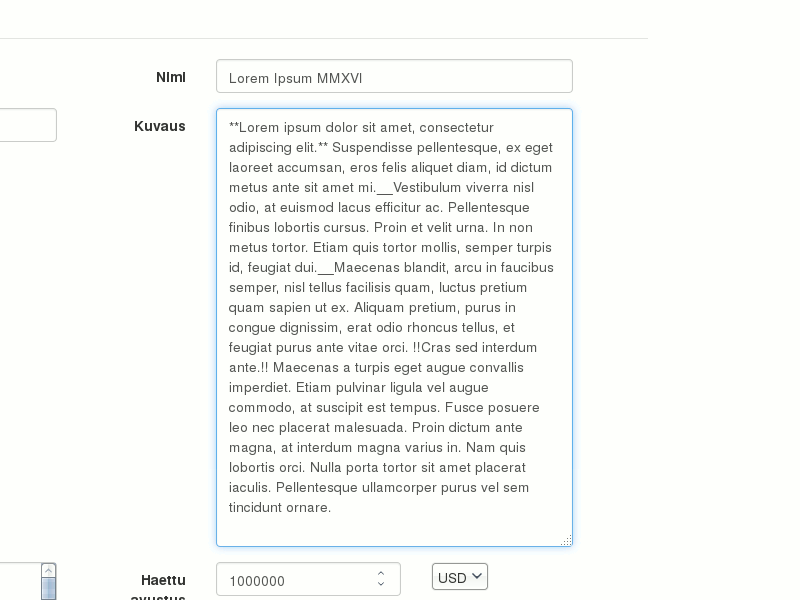 Nimi
Lorem Ipsum MMXVI
Kuvaus
**Lorem ipsum dolor sit amet, consectetur
adipiscing elit.** Suspendisse pellentesque, ex eget
laoreet accumsan, eros felis aliquet diam, id dictum
metus ante sit amet mi.__Vestibulum viverra nisl
odio, at euismod lacus efficitur ac. Pellentesque
finibus lobortis cursus. Proin et velit urna. In non
metus tortor. Etiam quis tortor mollis, semper turpis
id, feugiat dui.__Maecenas blandit, arcu in faucibus
semper, nisl tellus facilisis quam, luctus pretium
quam sapien ut ex. Aliquam pretium, purus in
congue dignissim, erat odio rhoncus tellus, et
feugiat purus ante vitae orci. !!Cras sed interdum
ante.!! Maecenas a turpis eget augue convallis
imperdiet. Etiam pulvinar ligula vel augue
commodo, at suscipit est tempus. Fusce posuere
leo nec placerat malesuada. Proin dictum ante
magna, at interdum magna varius in. Nam quis
lobortis orci. Nulla porta tortor sit amet placerat
iaculis. Pellentesque ullamcorper purus vel sem
tincidunt ornare.
Haettu
avustus
1000000
USD